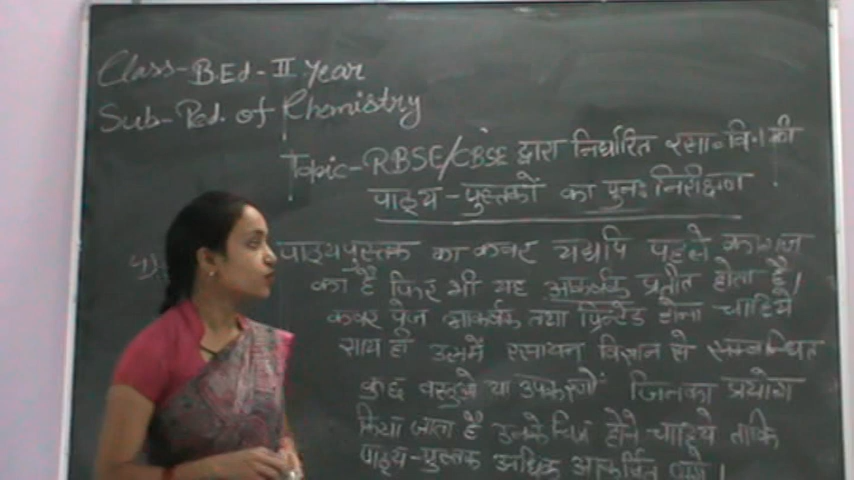 Class-B.Ed-II Year
Sub-Ped. of Chemistry
Topic-RBSE/CBSE द्वारा निर्धारित रसा० वि० की
पाठ्य-पुस्तकों का पुनः निरीक्षण
पाठ्यपुस्तक का कवर यद्यपि पहले कागज
का है फिर भी यह आकर्षक प्रतीत होता है।
कवर पेज आकर्षक तथा प्रिन्टेड होना चाहिये
साथ ही उसमें रसायन विज्ञान से सम्बन्धित
कुछ वस्तुओ या उपकरणों जिनका प्रयोग
किया जाता है उनके चित्र होने चाहिये ताकि
पाठ्य-पुस्तक अधिक आकर्षित